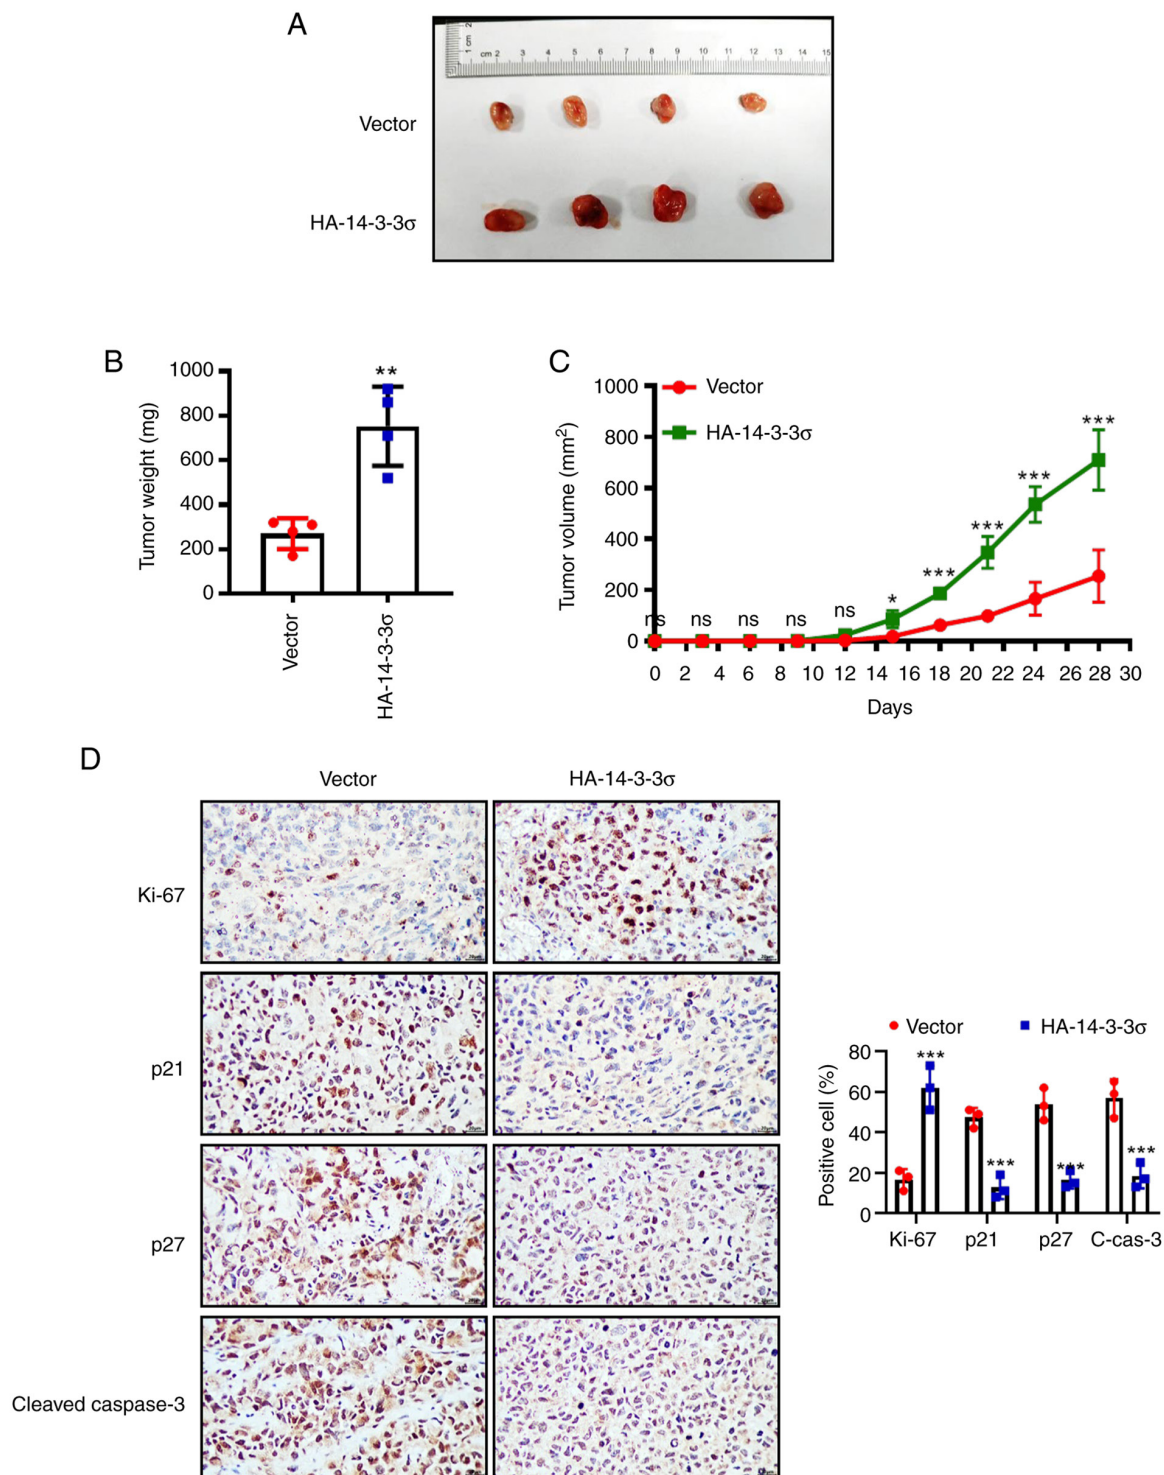 A
2
1 cm
0
cm 2 3 4 5 6 7 8 9 10 11 12 13 14 15
Vector
HA-14-3-3σ
B
Tumor weight (mg)
1000
800
600
400
200
0
**
Vector
HA-14-3-3σ
C
Tumor volume (mm²)
1000
800
600
400
200
0
Vector
HA-14-3-3σ
ns ns ns ns ns * *** *** *** ***
0 2 4 6 8 10 12 14 16 18 20 22 24 26 28 30
Days
D
Vector HA-14-3-3σ
Ki-67
p21
p27
Cleaved caspase-3
Vector HA-14-3-3σ
Positive cell (%)
80
60
40
20
0
*** *** *** ***
Ki-67 p21 p27 C-cas-3